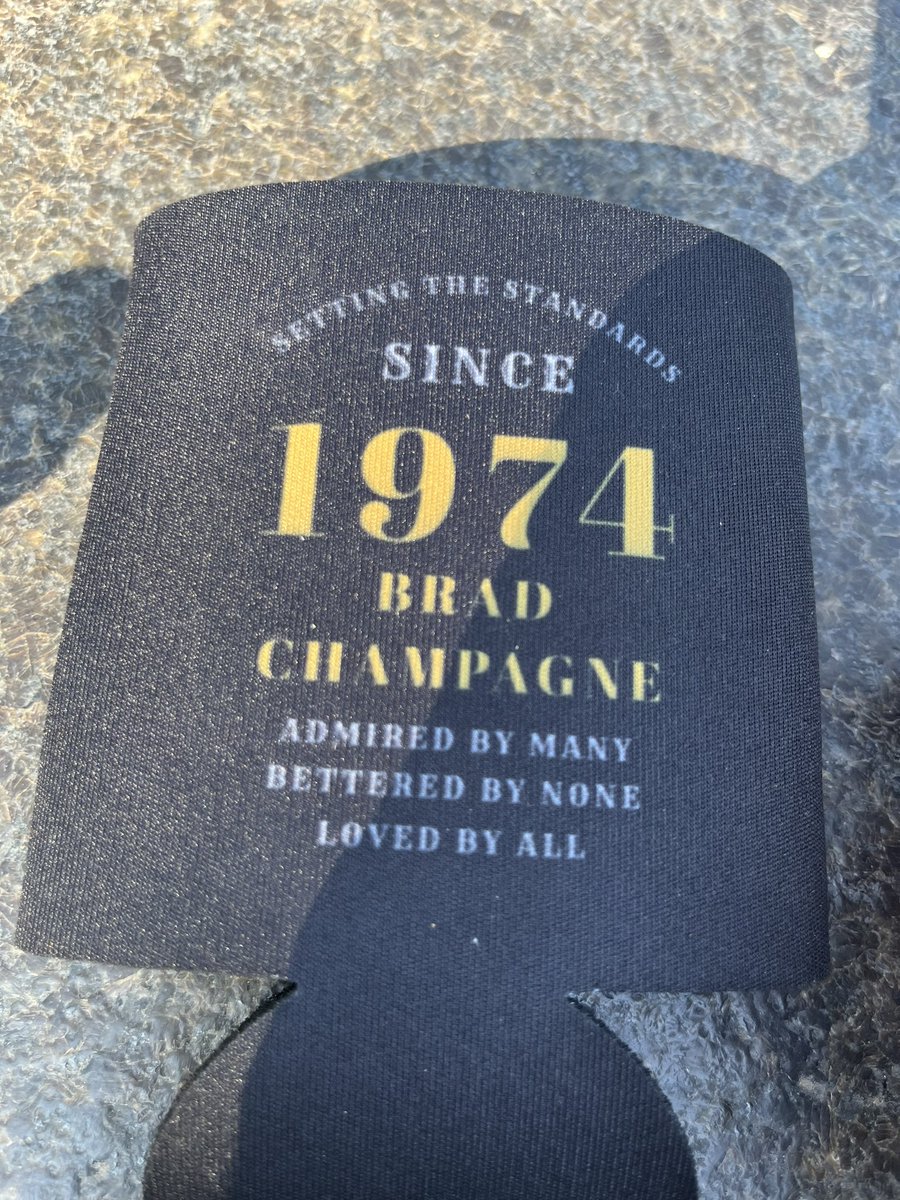 SETTING THE STANDARDS
SINCE
1974
BRAD
CHAMPAGNE
ADMIRED BY MANY
BETTERED BY NONE
LOVED BY ALL